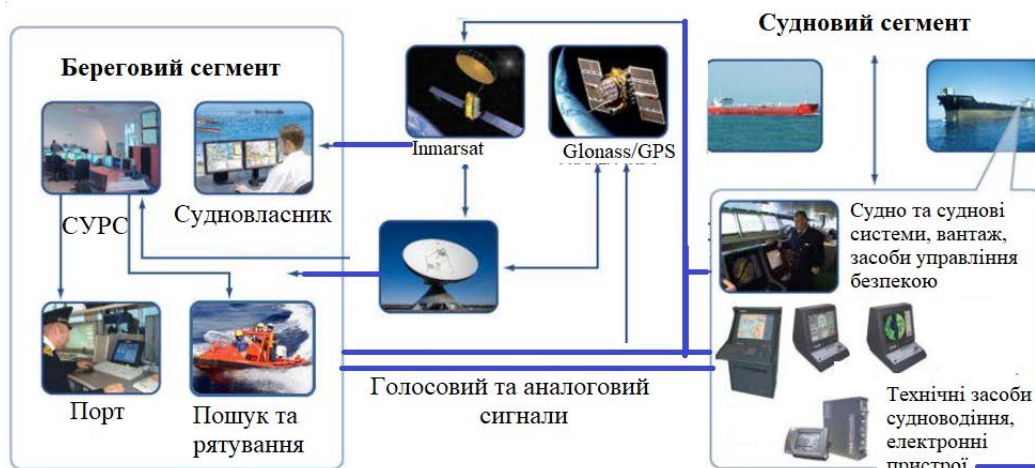 Береговий сегмент
СУРС
Судновласник
Порт
Пошук та
рятування
Inmarsat
Glonass/GPS
Голосовий та аналоговий
сигнали
Судновий сегмент
Судно та суднові
системи, вантаж,
засоби управління
безпекою
Технічні засоби
судноводіння,
електронні
пристрої